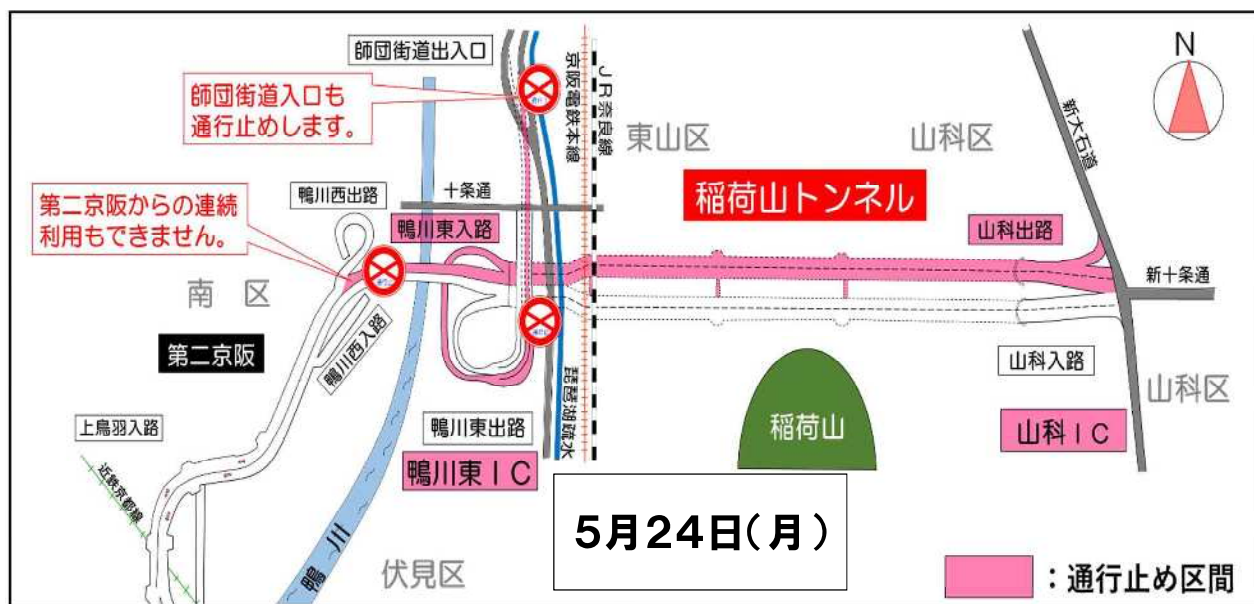 師団街道出入口
師団街道入口も
通行止めします。
京阪電鉄本線
JR奈良線
東山区
山科区
新大石道
N
稲荷山トンネル
第二京阪からの連続
利用もできません。
鴨川西出路
十条通
鴨川東入路
山科出路
新十条通
南 区
第二京阪
鴨川西入路
山科入路
山科区
上鳥羽入路
鴨川東出路
琵琶湖疏水
稲荷山
山科IC
鴨川東IC
近鉄京都線
鴨川
伏見区
5月24日(月)
:通行止め区間